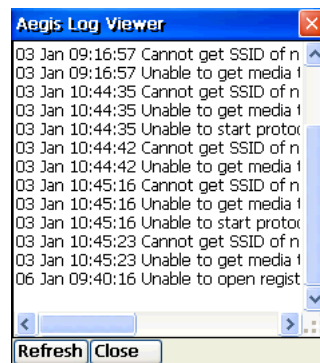 Aegis Log Viewer
03 Jan 09:16:57 Cannot get SSID of n
03 Jan 09:16:57 Unable to get media t
03 Jan 10:44:35 Cannot get SSID of n
03 Jan 10:44:35 Unable to get media t
03 Jan 10:44:35 Unable to start protoc
03 Jan 10:44:42 Cannot get SSID of n
03 Jan 10:44:42 Unable to get media t
03 Jan 10:45:16 Cannot get SSID of n
03 Jan 10:45:16 Unable to get media t
03 Jan 10:45:16 Unable to start protoc
03 Jan 10:45:23 Cannot get SSID of n
03 Jan 10:45:23 Unable to get media t
06 Jan 09:40:16 Unable to open regist
Refresh Close